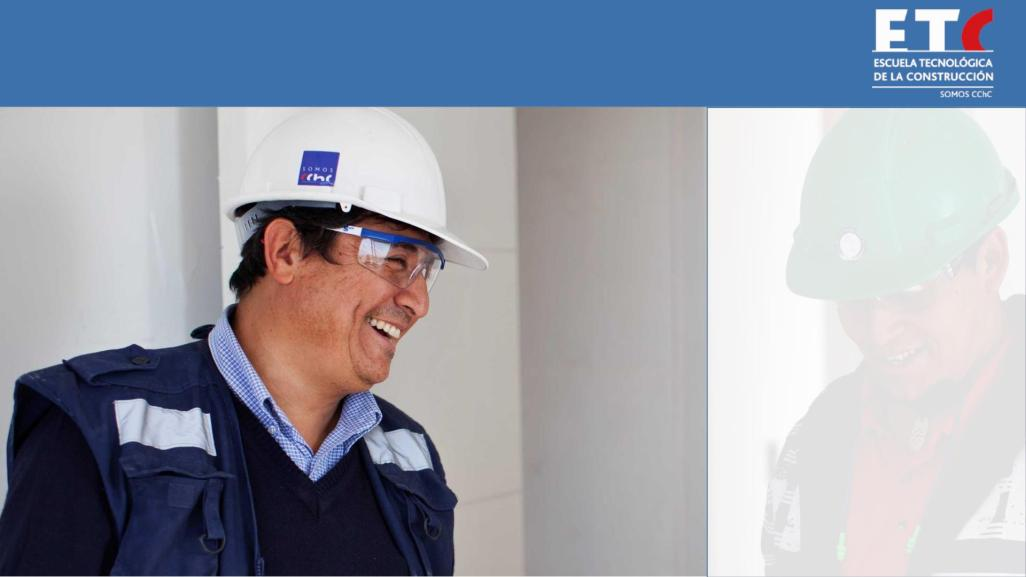 ETC
ESCUELA TECNOLÓGICA
DE LA CONSTRUCCIÓN
SOMOS CChC
SOMOS
CChC